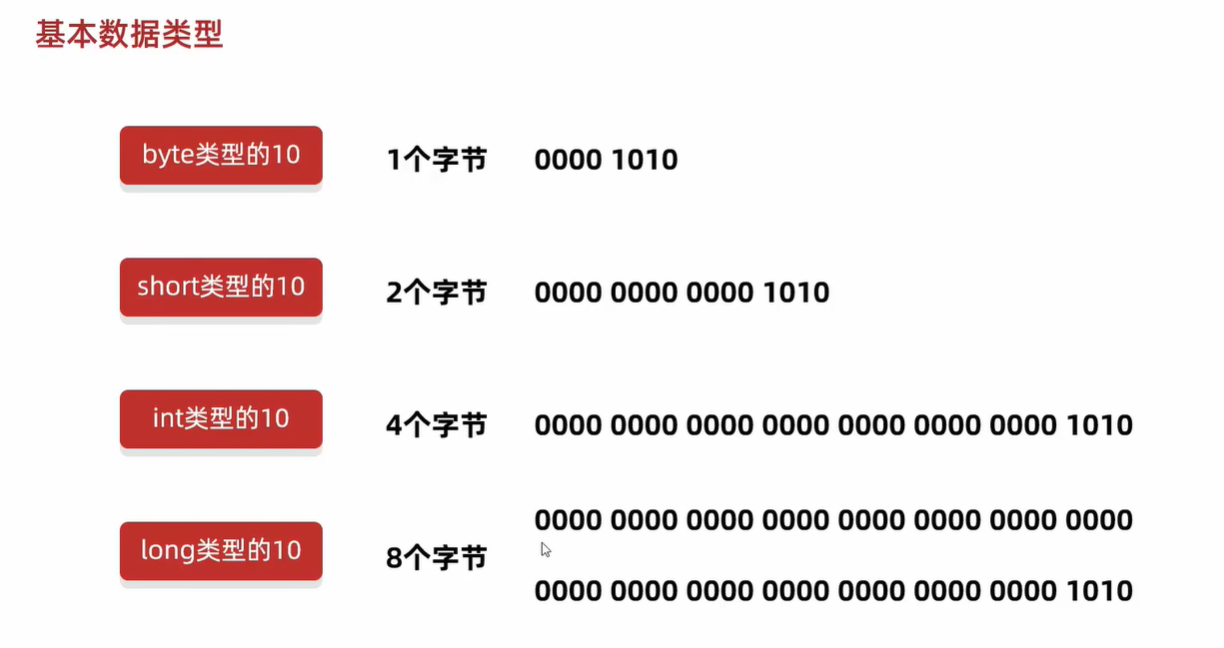 基本数据类型
byte类型的10 1个字节 0000 1010
short类型的10 2个字节 0000 0000 0000 1010
int类型的10 4个字节 0000 0000 0000 0000 0000 0000 0000 1010
long类型的10 8个字节 0000 0000 0000 0000 0000 0000 0000 0000
0000 0000 0000 0000 0000 0000 0000 1010